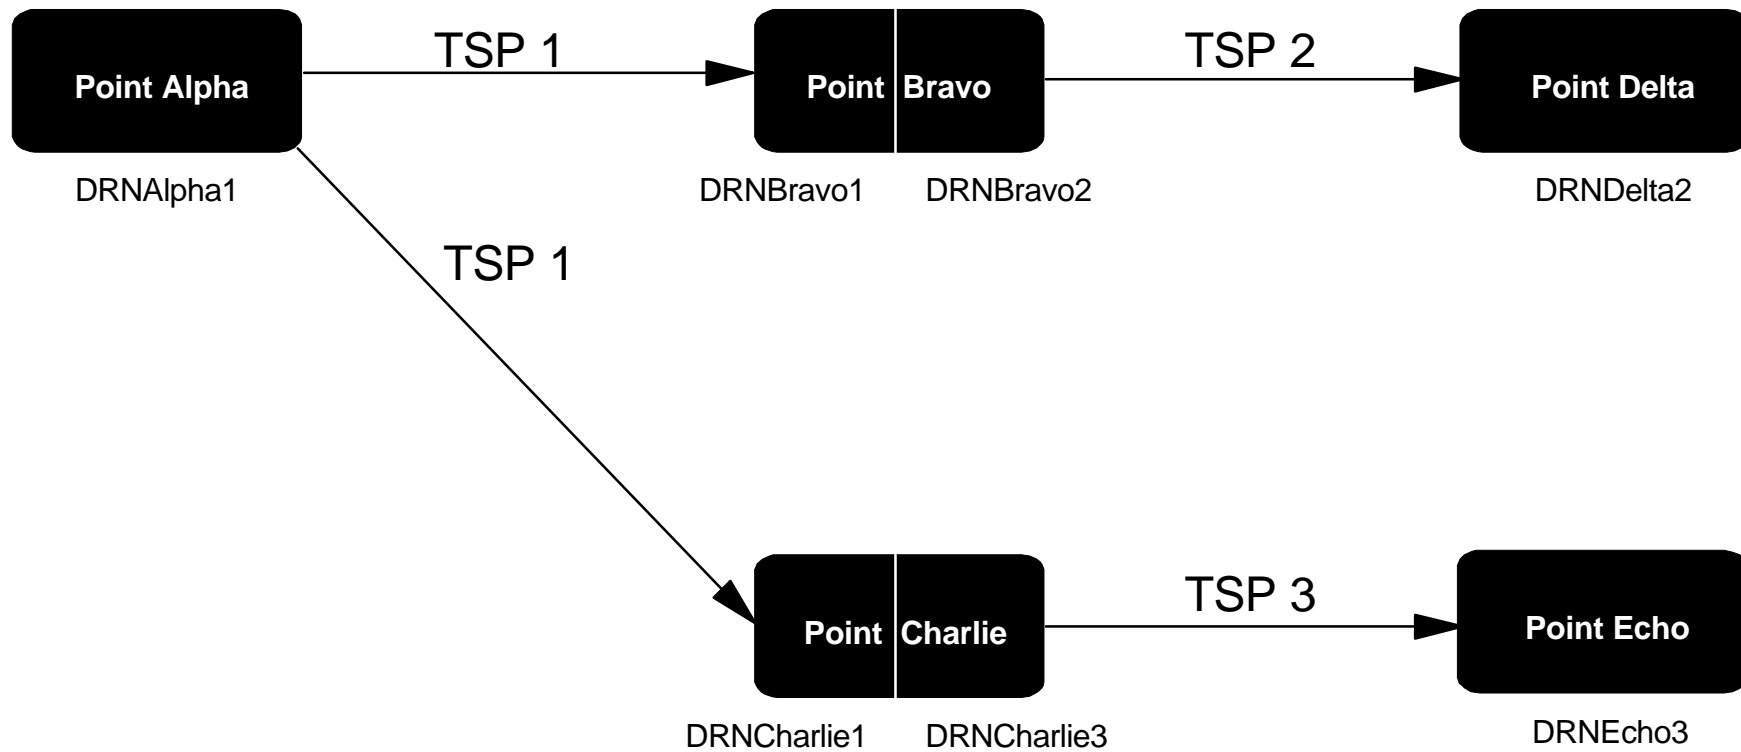 TSP 1
TSP 2
Point Alpha
Point Bravo
Point Delta
DRNAlpha1
DRNBravo1
DRNBravo2
DRNDelta2
TSP 1
TSP 3
Point Charlie
Point Echo
DRNCharlie1
DRNCharlie3
DRNEcho3